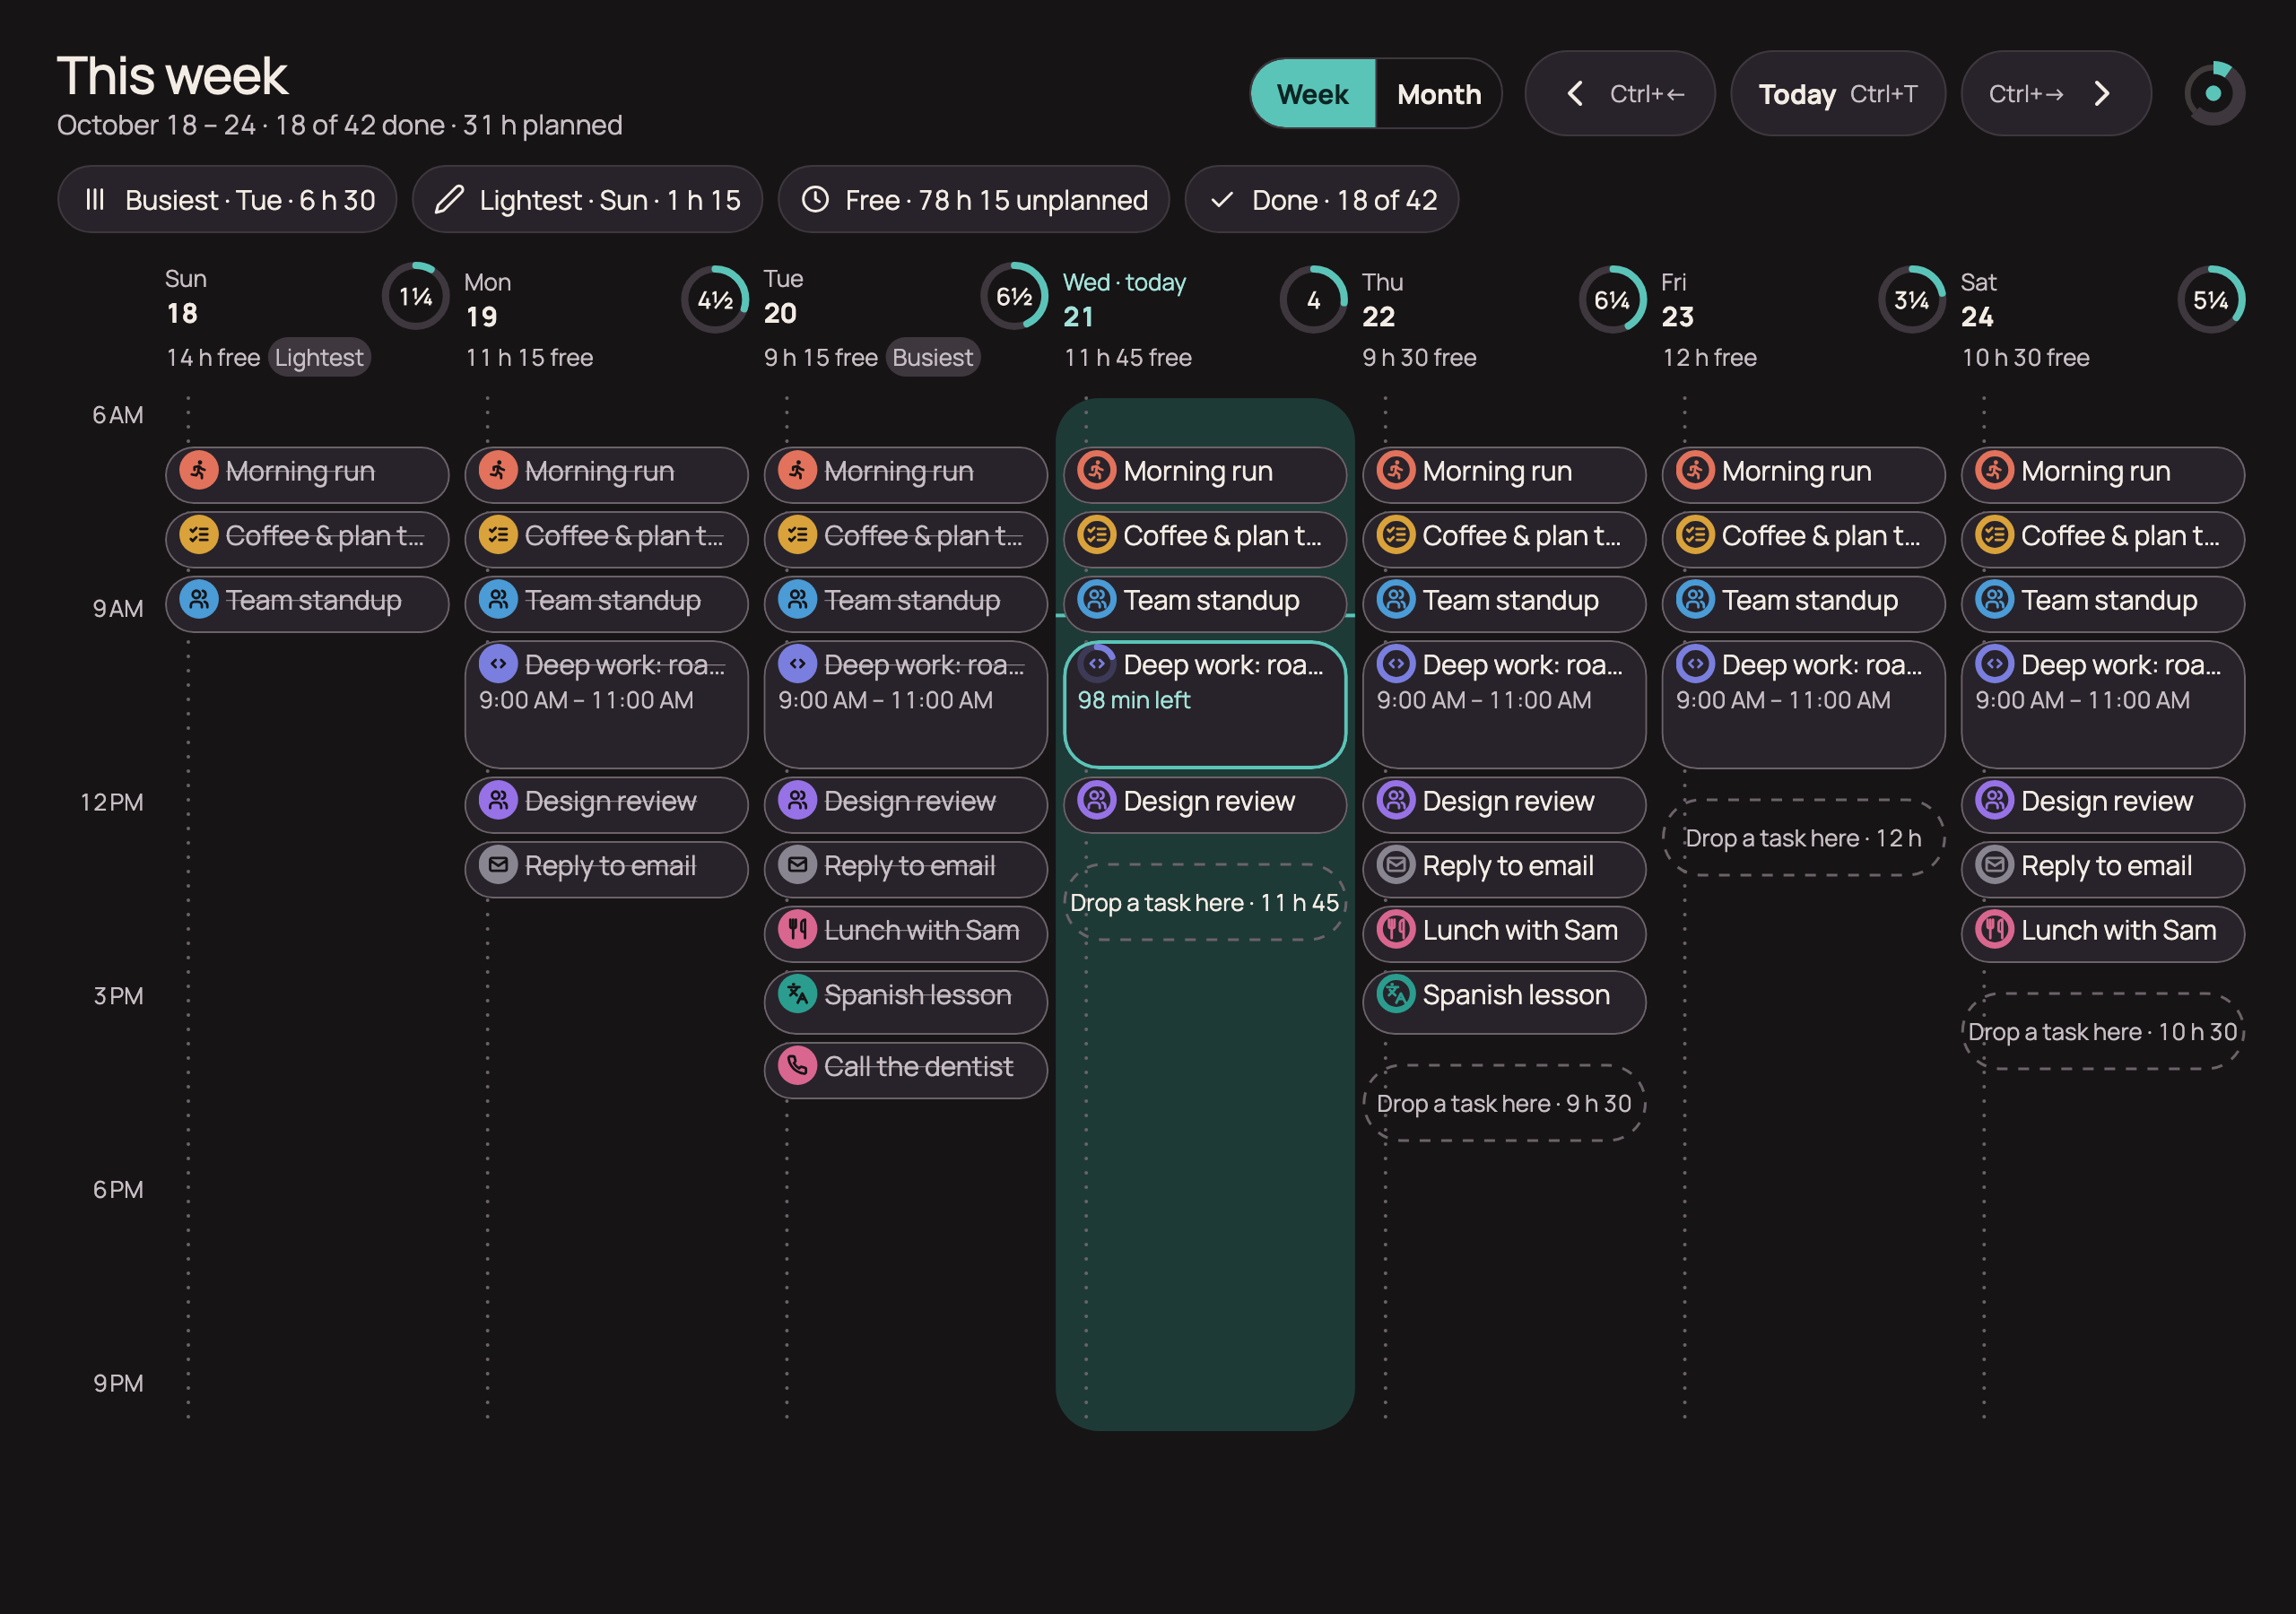 This week
October 18 – 24 · 18 of 42 done · 31 h planned
Week
Month
Ctrl+←
Today Ctrl+T
Ctrl+→
Busiest · Tue · 6 h 30
Lightest · Sun · 1 h 15
Free · 78 h 15 unplanned
Done · 18 of 42
Sun
18
1¼
14 h free Lightest
Mon
19
4½
11 h 15 free
Tue
20
6½
9 h 15 free Busiest
Wed · today
21
4
11 h 45 free
Thu
22
6¼
9 h 30 free
Fri
23
3¼
12 h free
Sat
24
5¼
10 h 30 free
6 AM
9 AM
12 PM
3 PM
6 PM
9 PM
Morning run
Coffee & plan t…
Team standup
Morning run
Coffee & plan t…
Team standup
Deep work: roa…
9:00 AM – 11:00 AM
Design review
Reply to email
Morning run
Coffee & plan t…
Team standup
Deep work: roa…
9:00 AM – 11:00 AM
Design review
Reply to email
Lunch with Sam
Spanish lesson
Call the dentist
Morning run
Coffee & plan t…
Team standup
Deep work: roa…
98 min left
Design review
Drop a task here · 11 h 45
Morning run
Coffee & plan t…
Team standup
Deep work: roa…
9:00 AM – 11:00 AM
Design review
Reply to email
Lunch with Sam
Spanish lesson
Drop a task here · 9 h 30
Morning run
Coffee & plan t…
Team standup
Deep work: roa…
9:00 AM – 11:00 AM
Drop a task here · 12 h
Morning run
Coffee & plan t…
Team standup
Deep work: roa…
9:00 AM – 11:00 AM
Design review
Reply to email
Lunch with Sam
Drop a task here · 10 h 30